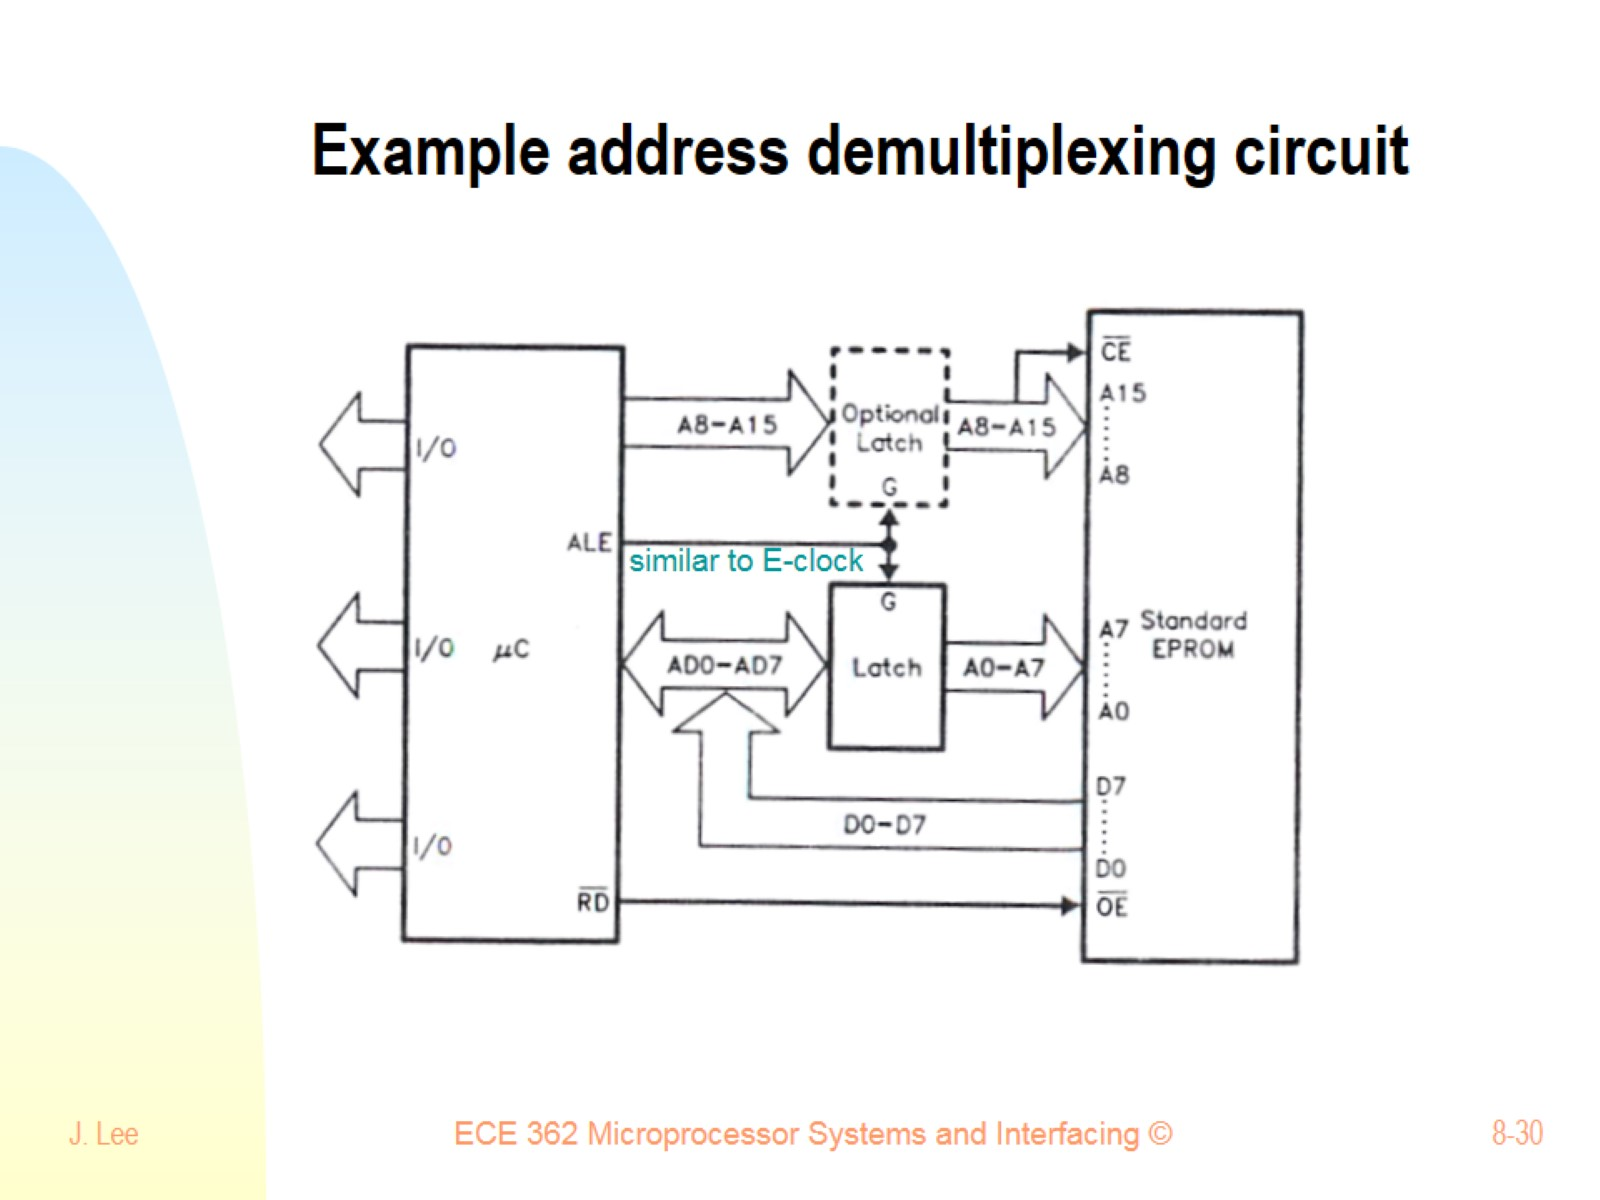 Example address demultiplexing circuit
CE
A15
A8-A15
Optional
Latch
A8-A15
I/O
A8
G
ALE
similar to E-clock
G
A7
Standard
EPROM
I/O
μC
AD0-AD7
Latch
A0-A7
A0
D7
D0-D7
I/O
D0
RD
OE
J. Lee
ECE 362 Microprocessor Systems and Interfacing ©
8-30